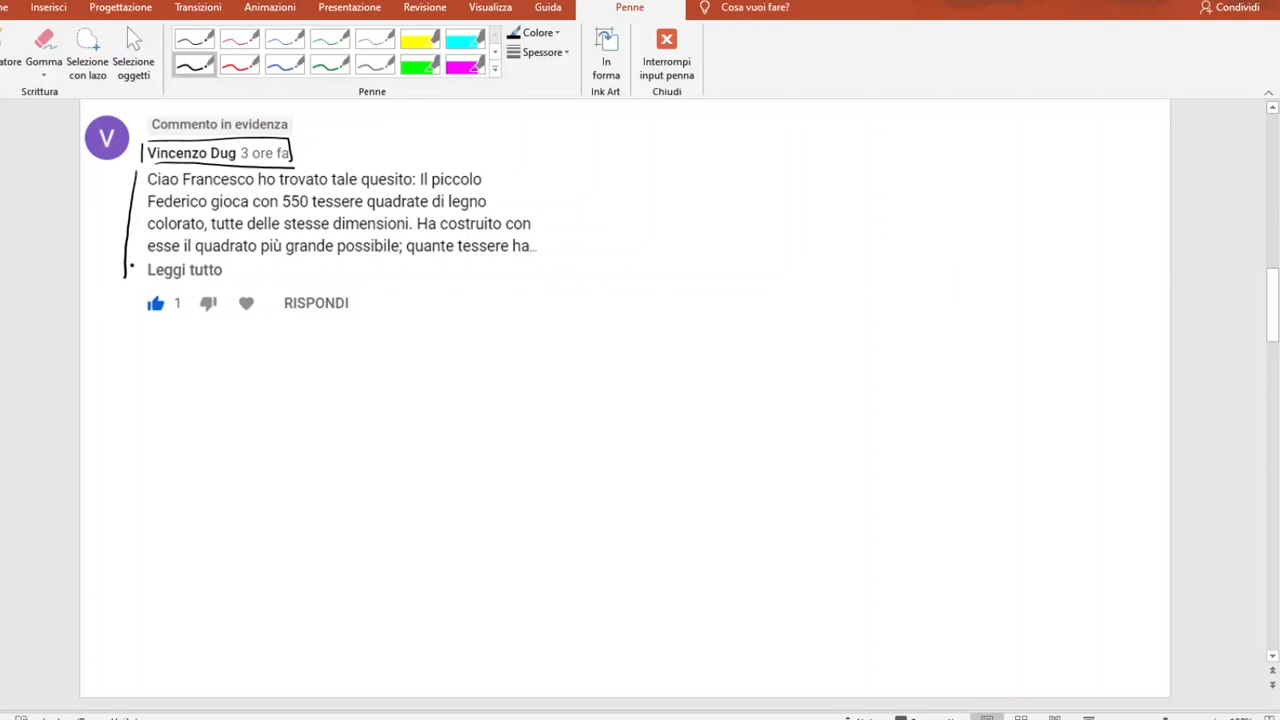 Inserisci Progettazione Transizioni Animazioni Presentazione Revisione Visualizza Guida Penne Cosa vuoi fare? Condividi
Gomma Selezione con lazo Selezione oggetti
Colore
Spessore
In forma
Interrompi input penna
Scrittura Penne Ink Art Chiudi
V
Commento in evidenza
Vincenzo Dug 3 ore fa
Ciao Francesco ho trovato tale quesito: Il piccolo
Federico gioca con 550 tessere quadrate di legno
colorato, tutte delle stesse dimensioni. Ha costruito con
esse il quadrato più grande possibile; quante tessere ha...
Leggi tutto
1 RISPONDI